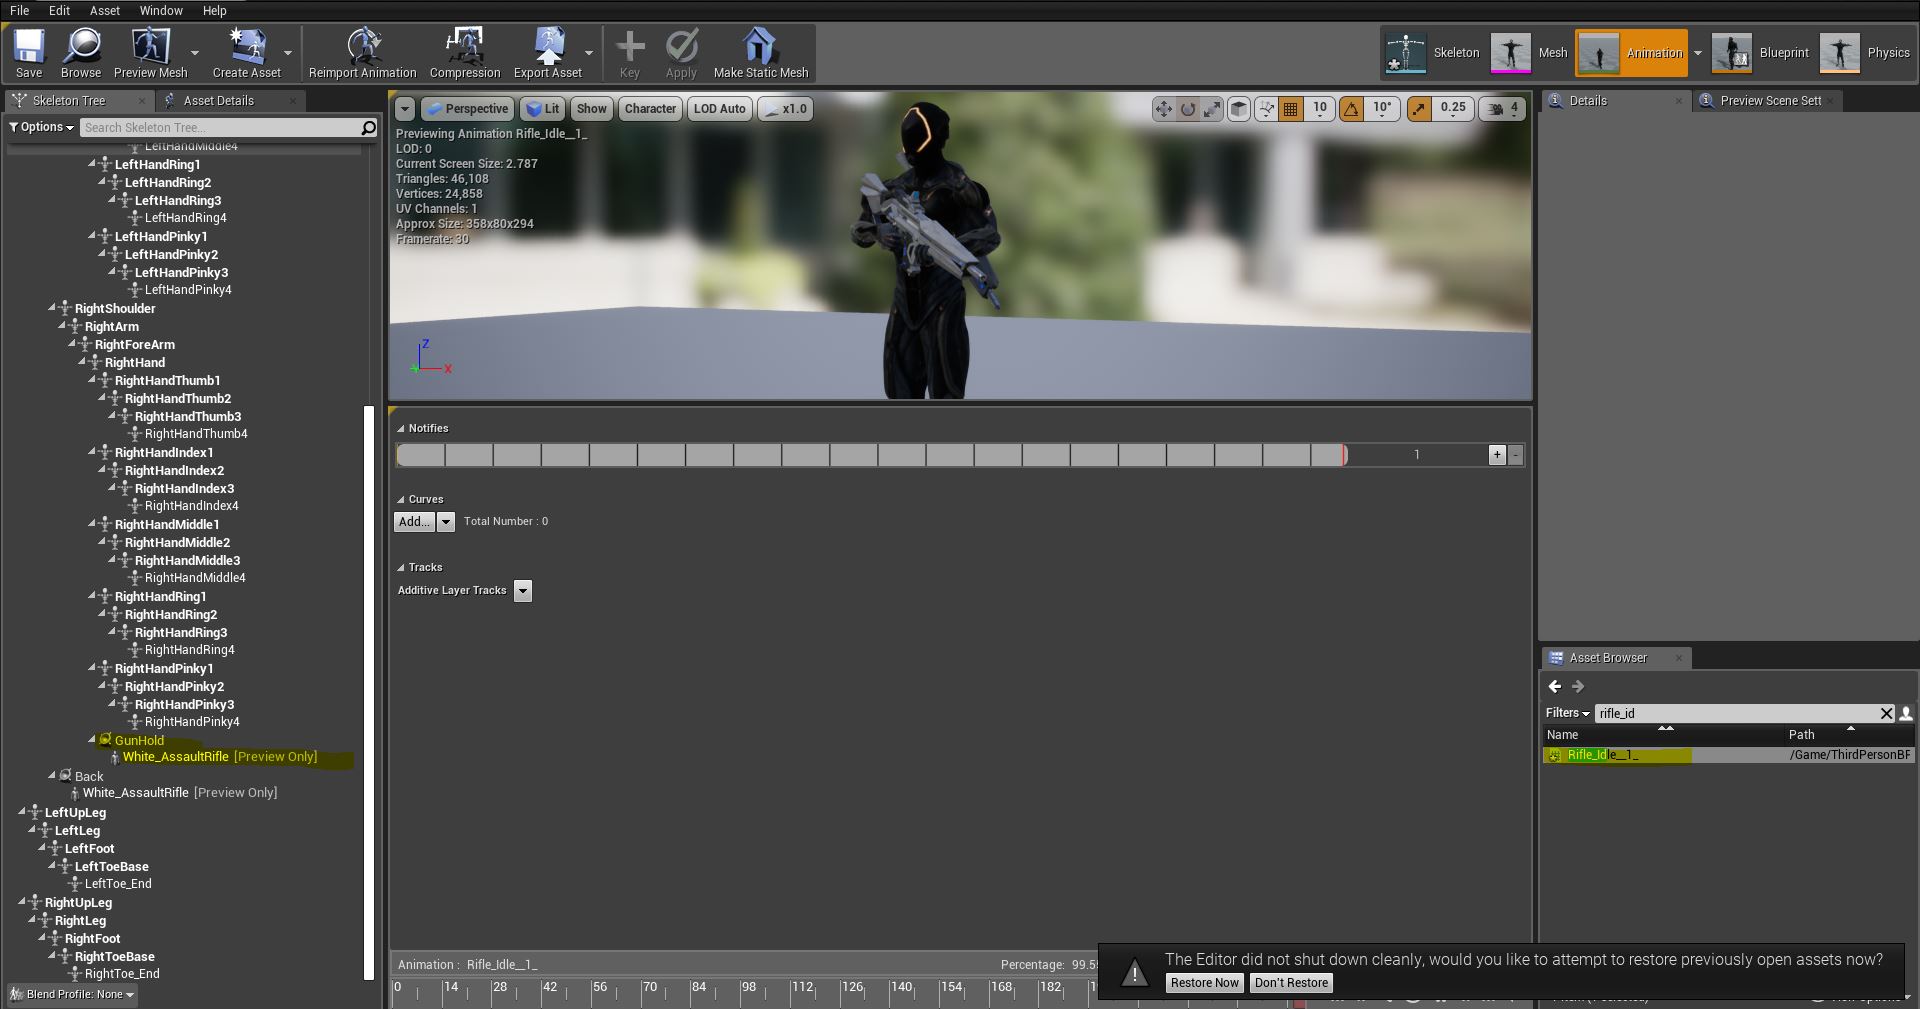 File Edit Asset Window Help
Save Browse Preview Mesh Create Asset Reimport Animation Compression Export Asset Key Apply Make Static Mesh
Skeleton Mesh Animation Blueprint Physics
Skeleton Tree
Asset Details
Options
Search Skeleton Tree...
LeftHandMiddle4
LeftHandRing1
LeftHandRing2
LeftHandRing3
LeftHandRing4
LeftHandPinky1
LeftHandPinky2
LeftHandPinky3
LeftHandPinky4
RightShoulder
RightArm
RightForeArm
RightHand
RightHandThumb1
RightHandThumb2
RightHandThumb3
RightHandThumb4
RightHandIndex1
RightHandIndex2
RightHandIndex3
RightHandIndex4
RightHandMiddle1
RightHandMiddle2
RightHandMiddle3
RightHandMiddle4
RightHandRing1
RightHandRing2
RightHandRing3
RightHandRing4
RightHandPinky1
RightHandPinky2
RightHandPinky3
RightHandPinky4
GunHold
White_AssaultRifle [Preview Only]
Back
White_AssaultRifle [Preview Only]
LeftUpLeg
LeftLeg
LeftFoot
LeftToeBase
LeftToe_End
RightUpLeg
RightLeg
RightFoot
RightToeBase
RightToe_End
Blend Profile: None
Perspective Lit Show Character LOD Auto x1.0
10 10° 0.25 4
Previewing Animation Rifle_Idle__1_
LOD: 0
Current Screen Size: 2.787
Triangles: 46,108
Vertices: 24,858
UV Channels: 1
Approx Size: 358x80x294
Framerate: 30
Z
X
Notifies
1 + -
Curves
Add... Total Number : 0
Tracks
Additive Layer Tracks
Animation : Rifle_Idle__1_ Percentage:
0 14 28 42 56 70 84 98 112 126 140 154 168 182
Details
Preview Scene Sett
Asset Browser
Filters rifle_id
Name Path
Rifle_Idle__1_ /Game/ThirdPersonBF
The Editor did not shut down cleanly, would you like to attempt to restore previously open assets now?
Restore Now Don't Restore